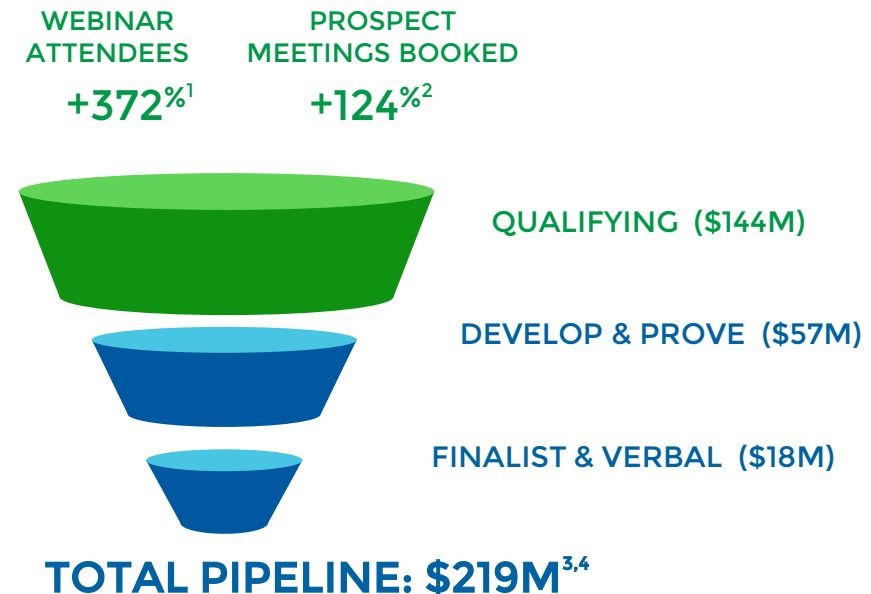 WEBINAR
ATTENDEES
+372%1
PROSPECT
MEETINGS BOOKED
+124%2
QUALIFYING ($144M)
DEVELOP & PROVE ($57M)
FINALIST & VERBAL ($18M)
TOTAL PIPELINE: $219M3,4